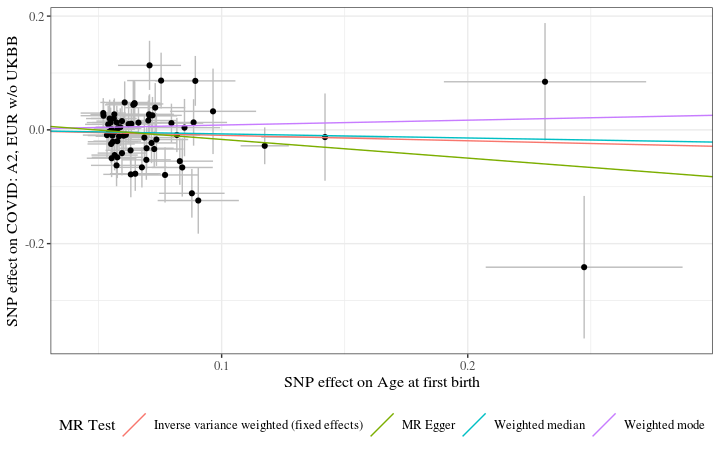 SNP effect on COVID: A2, EUR w/o UKBB
0.2
0.0
-0.2
0.1
0.2
SNP effect on Age at first birth
MR Test
Inverse variance weighted (fixed effects)
MR Egger
Weighted median
Weighted mode